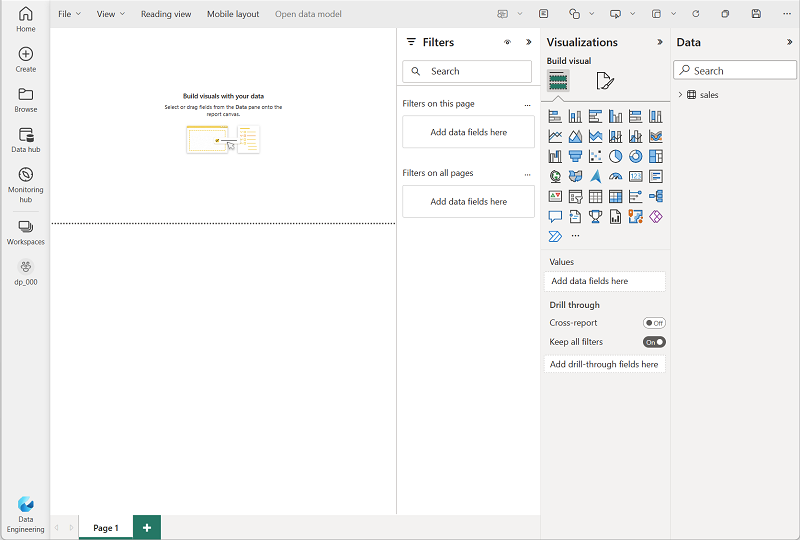 Home
Create
Browse
Data hub
Monitoring
hub
Workspaces
dp_000
Data
Engineering
File View Reading view Mobile layout Open data model
Build visuals with your data
Select or drag fields from the Data pane onto the
report canvas.
Page 1
Filters
Search
Filters on this page
Add data fields here
Filters on all pages
Add data fields here
Visualizations
Build visual
123
Values
Add data fields here
Drill through
Cross-report
Off
Keep all filters
On
Add drill-through fields here
Data
Search
sales